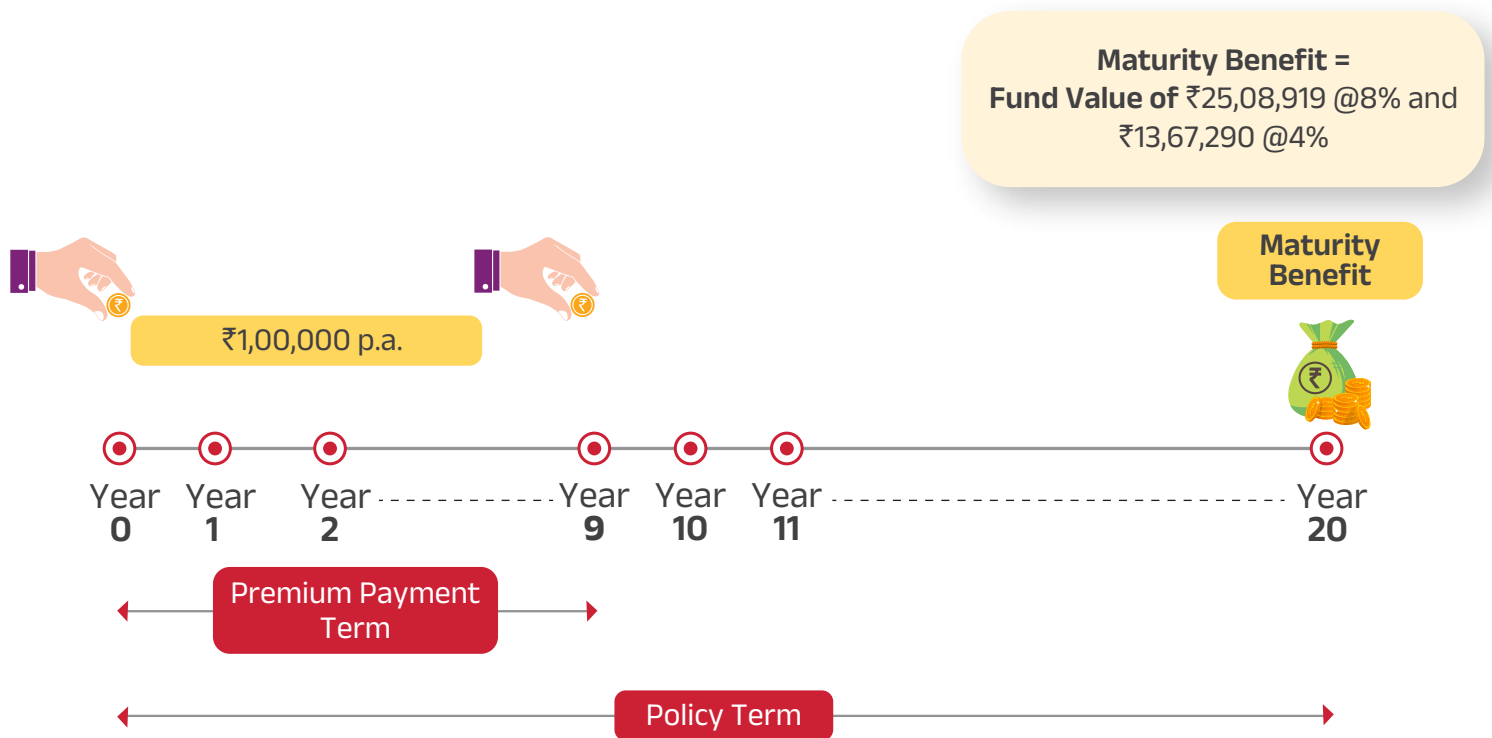 Maturity Benefit =
Fund Value of ₹25,08,919 @8% and
₹13,67,290 @4%
Maturity
Benefit
₹
₹
₹1,00,000 p.a.
₹
Year Year Year Year Year Year Year
0 1 2 9 10 11 20
Premium Payment
Term
Policy Term